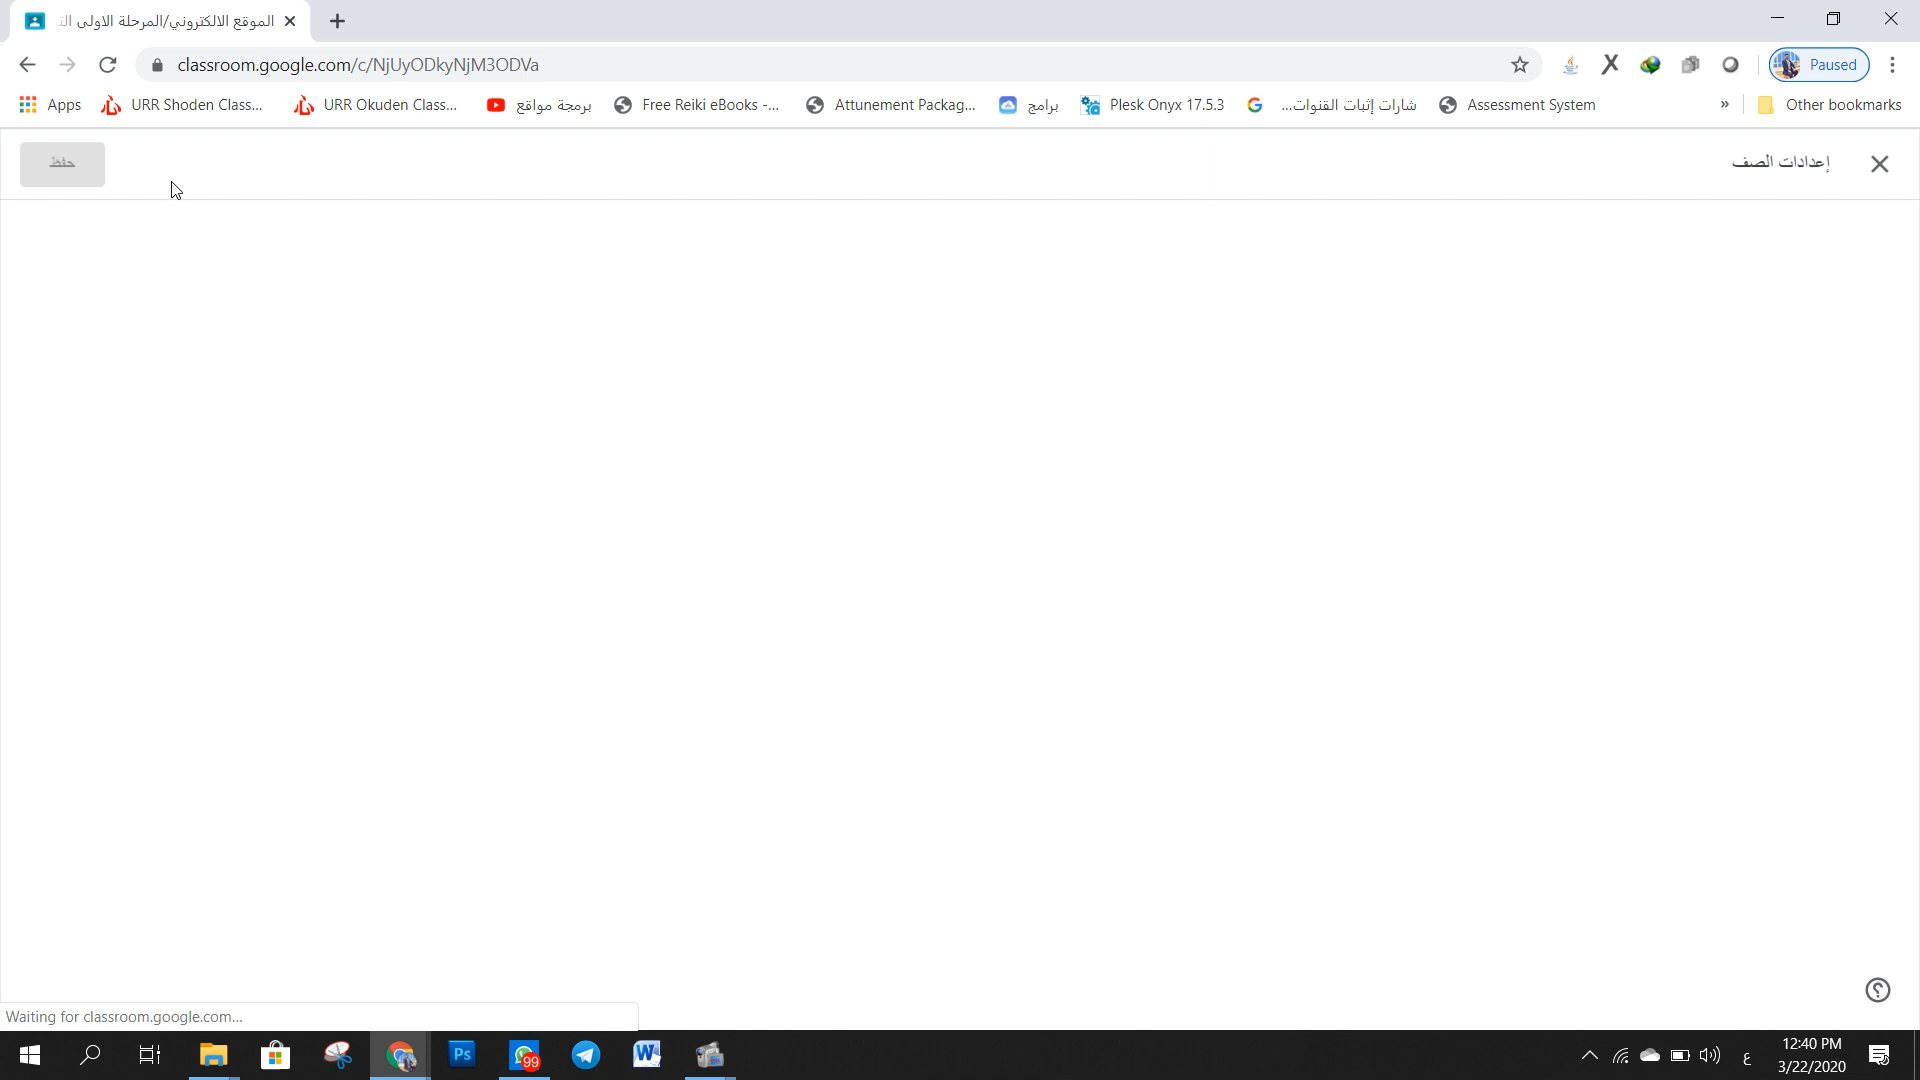 الموقع الالكتروني/المرحلة الاولى
classroom.google.com/c/NjUyODkyNjM3ODVa
Paused
Apps
URR Shoden Class...
URR Okuden Class...
برمجة مواقع
Free Reiki eBooks -...
Attunement Packag...
برامج
Plesk Onyx 17.5.3
شارات إثبات القنوات...
Assessment System
»
Other bookmarks
إعدادات الصف
حفظ
Waiting for classroom.google.com...
Ps
99
W
ع
12:40 PM
3/22/2020